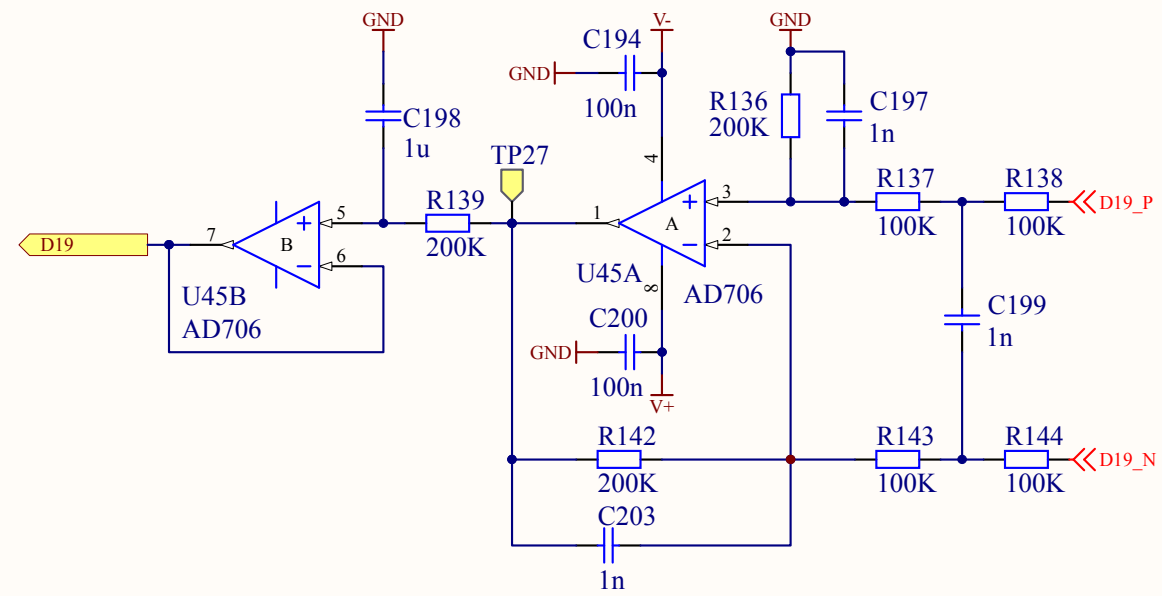 GND
C198
1u
C194
GND
100n
V-
GND
R136
200K
C197
1n
TP27
R139
200K
5
6
7
B
+
−
D19
U45B
AD706
1
A
+
−
4
3
2
8
U45A
AD706
R137
100K
R138
100K
D19_P
C199
1n
C200
GND
100n
V+
R142
200K
R143
100K
R144
100K
D19_N
C203
1n